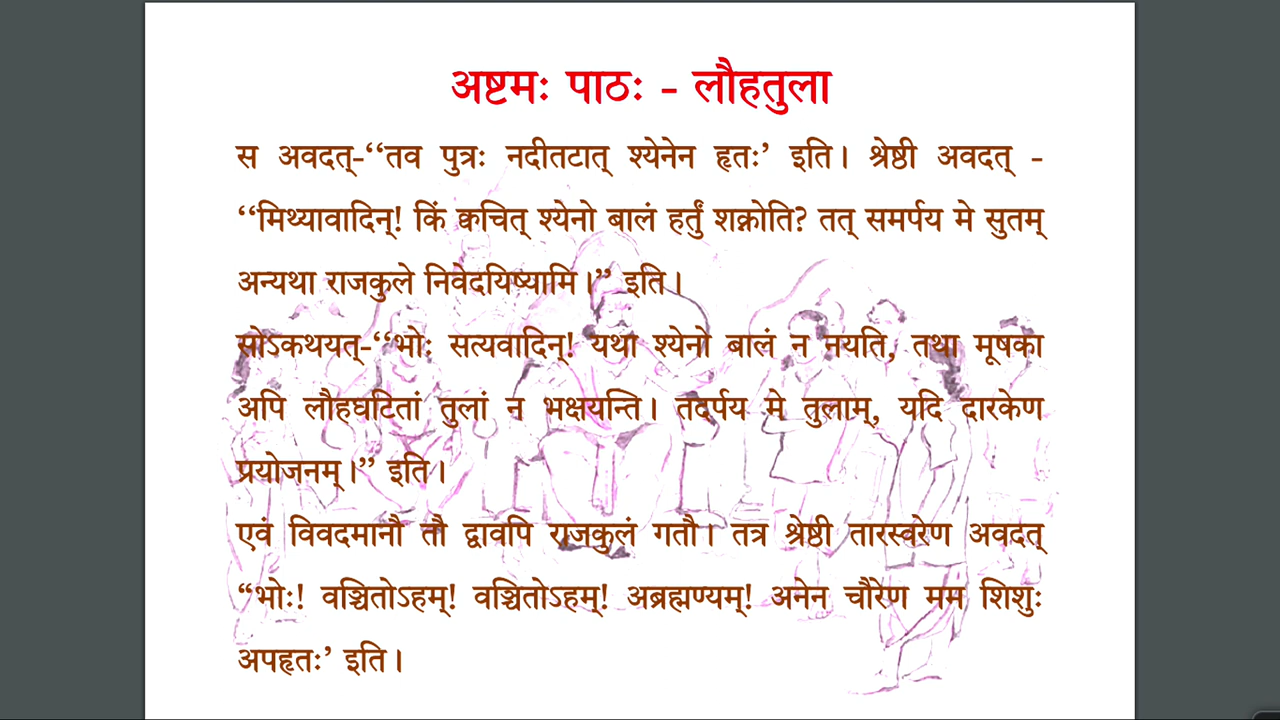 अष्टमः पाठः - लौहतुला
स अवदत्-‘‘तव पुत्रः नदीतटात् श्येनेन हृतः’ इति। श्रेष्ठी अवदत् -
‘‘मिथ्यावादिन्! किं क्वचित् श्येनो बालं हर्तुं शक्नोति? तत् समर्पय मे सुतम्
अन्यथा राजकुले निवेदयिष्यामि।” इति।
सोऽकथयत्-‘‘भोः सत्यवादिन्! यथा श्येनो बालं न नयति, तथा मूषका
अपि लौहघटितां तुलां न भक्षयन्ति। तदर्पय मे तुलाम्, यदि दारकेण
प्रयोजनम्।” इति।
एवं विवदमानौ तौ द्वावपि राजकुलं गतौ। तत्र श्रेष्ठी तारस्वरेण अवदत्
“भोः! वञ्चितोऽहम्! वञ्चितोऽहम्! अब्रह्मण्यम्! अनेन चौरेण मम शिशुः
अपहृतः’ इति।